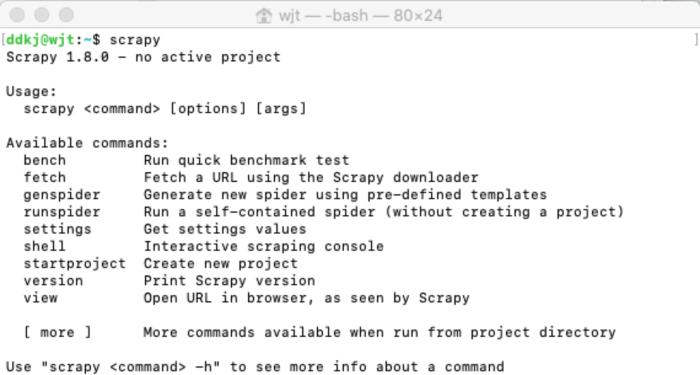 wjt — -bash — 80×24
[ddkj@wjt:~$ scrapy ]
Scrapy 1.8.0 - no active project
Usage:
scrapy <command> [options] [args]
Available commands:
bench Run quick benchmark test
fetch Fetch a URL using the Scrapy downloader
genspider Generate new spider using pre-defined templates
runspider Run a self-contained spider (without creating a project)
settings Get settings values
shell Interactive scraping console
startproject Create new project
version Print Scrapy version
view Open URL in browser, as seen by Scrapy
[ more ] More commands available when run from project directory
Use "scrapy <command> -h" to see more info about a command